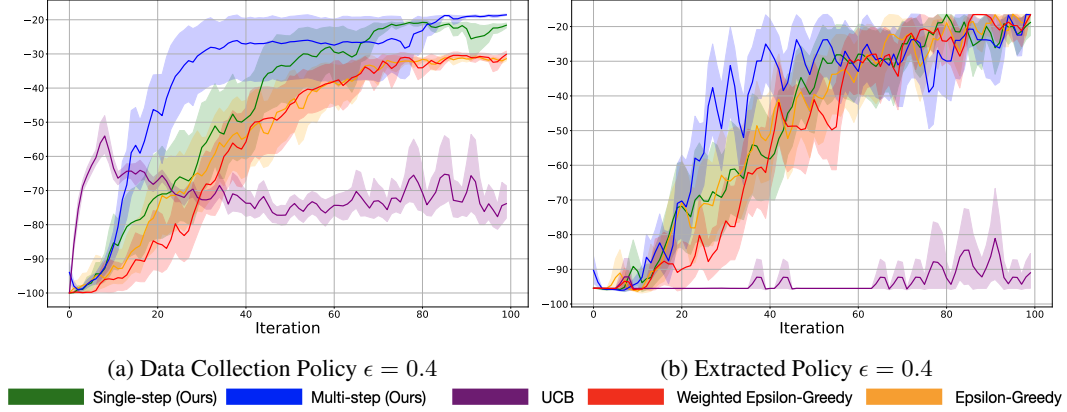 −20
−30
−40
−50
−60
−70
−80
−90
−100
0 20 40 60 80 100
Iteration
−20
−30
−40
−50
−60
−70
−80
−90
−100
0 20 40 60 80 100
Iteration
(a) Data Collection Policy ϵ = 0.4
(b) Extracted Policy ϵ = 0.4
Single-step (Ours) Multi-step (Ours) UCB Weighted Epsilon-Greedy Epsilon-Greedy